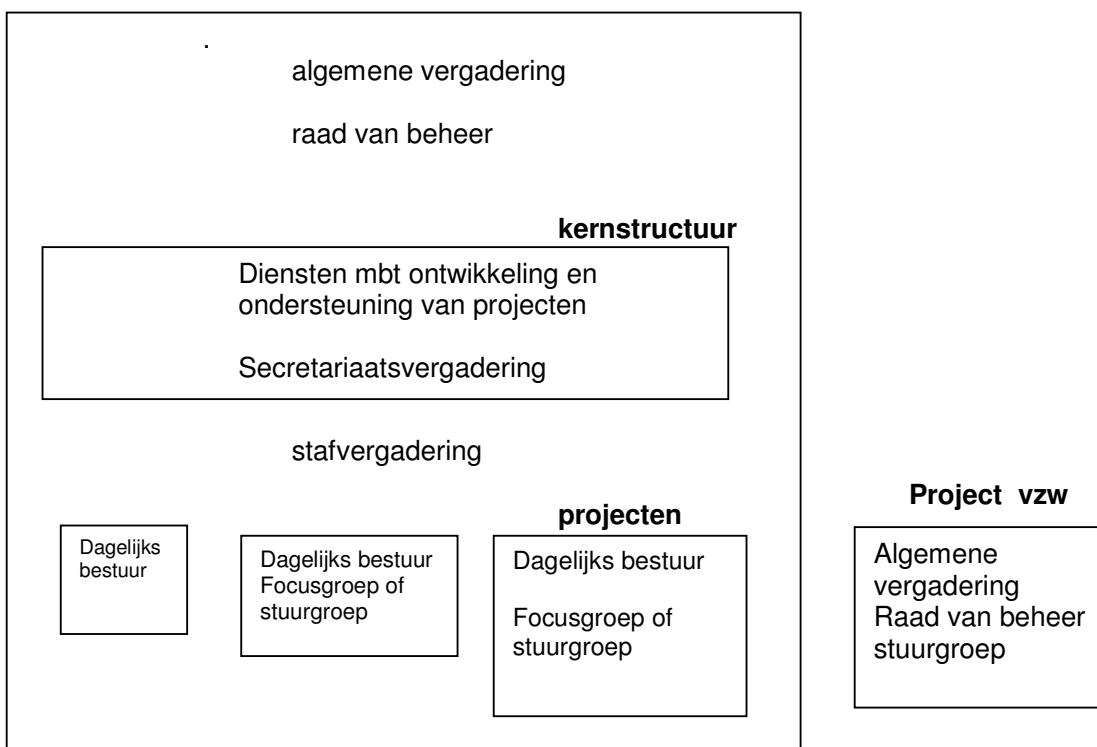 .
algemene vergadering
raad van beheer
kernstructuur
Diensten mbt ontwikkeling en
ondersteuning van projecten
Secretariaatsvergadering
stafvergadering
projecten
Dagelijks
bestuur
Dagelijks bestuur
Focusgroep of
stuurgroep
Dagelijks bestuur
Focusgroep of
stuurgroep
Project vzw
Algemene
vergadering
Raad van beheer
stuurgroep